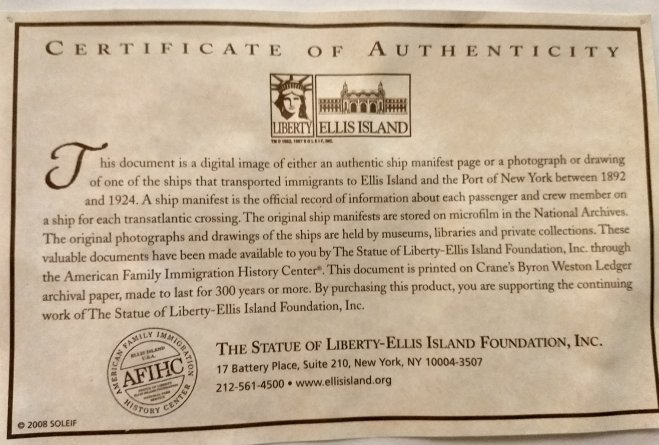 CERTIFICATE OF AUTHENTICITY
LIBERTY ELLIS ISLAND
This document is a digital image of either an authentic ship manifest page or a photograph or drawing
of one of the ships that transported immigrants to Ellis Island and the Port of New York between 1892
and 1924. A ship manifest is the official record of information about each passenger and crew member on
a ship for each transatlantic crossing. The original ship manifests are stored on microfilm in the National Archives.
The original photographs and drawings of the ships are held by museums, libraries and private collections. These
valuable documents have been made available to you by The Statue of Liberty-Ellis Island Foundation, Inc. through
the American Family Immigration History Center®. This document is printed on Crane's Byron Weston Ledger
archival paper, made to last for 300 years or more. By purchasing this product, you are supporting the continuing
work of The Statue of Liberty-Ellis Island Foundation, Inc.
AMERICAN FAMILY IMMIGRATION
ELLIS ISLAND
U.S.A.
AFIHC
HISTORY CENTER
THE STATUE OF LIBERTY-ELLIS ISLAND FOUNDATION, INC.
17 Battery Place, Suite 210, New York, NY 10004-3507
212-561-4500 • www.ellisisland.org
© 2008 SOLEIF